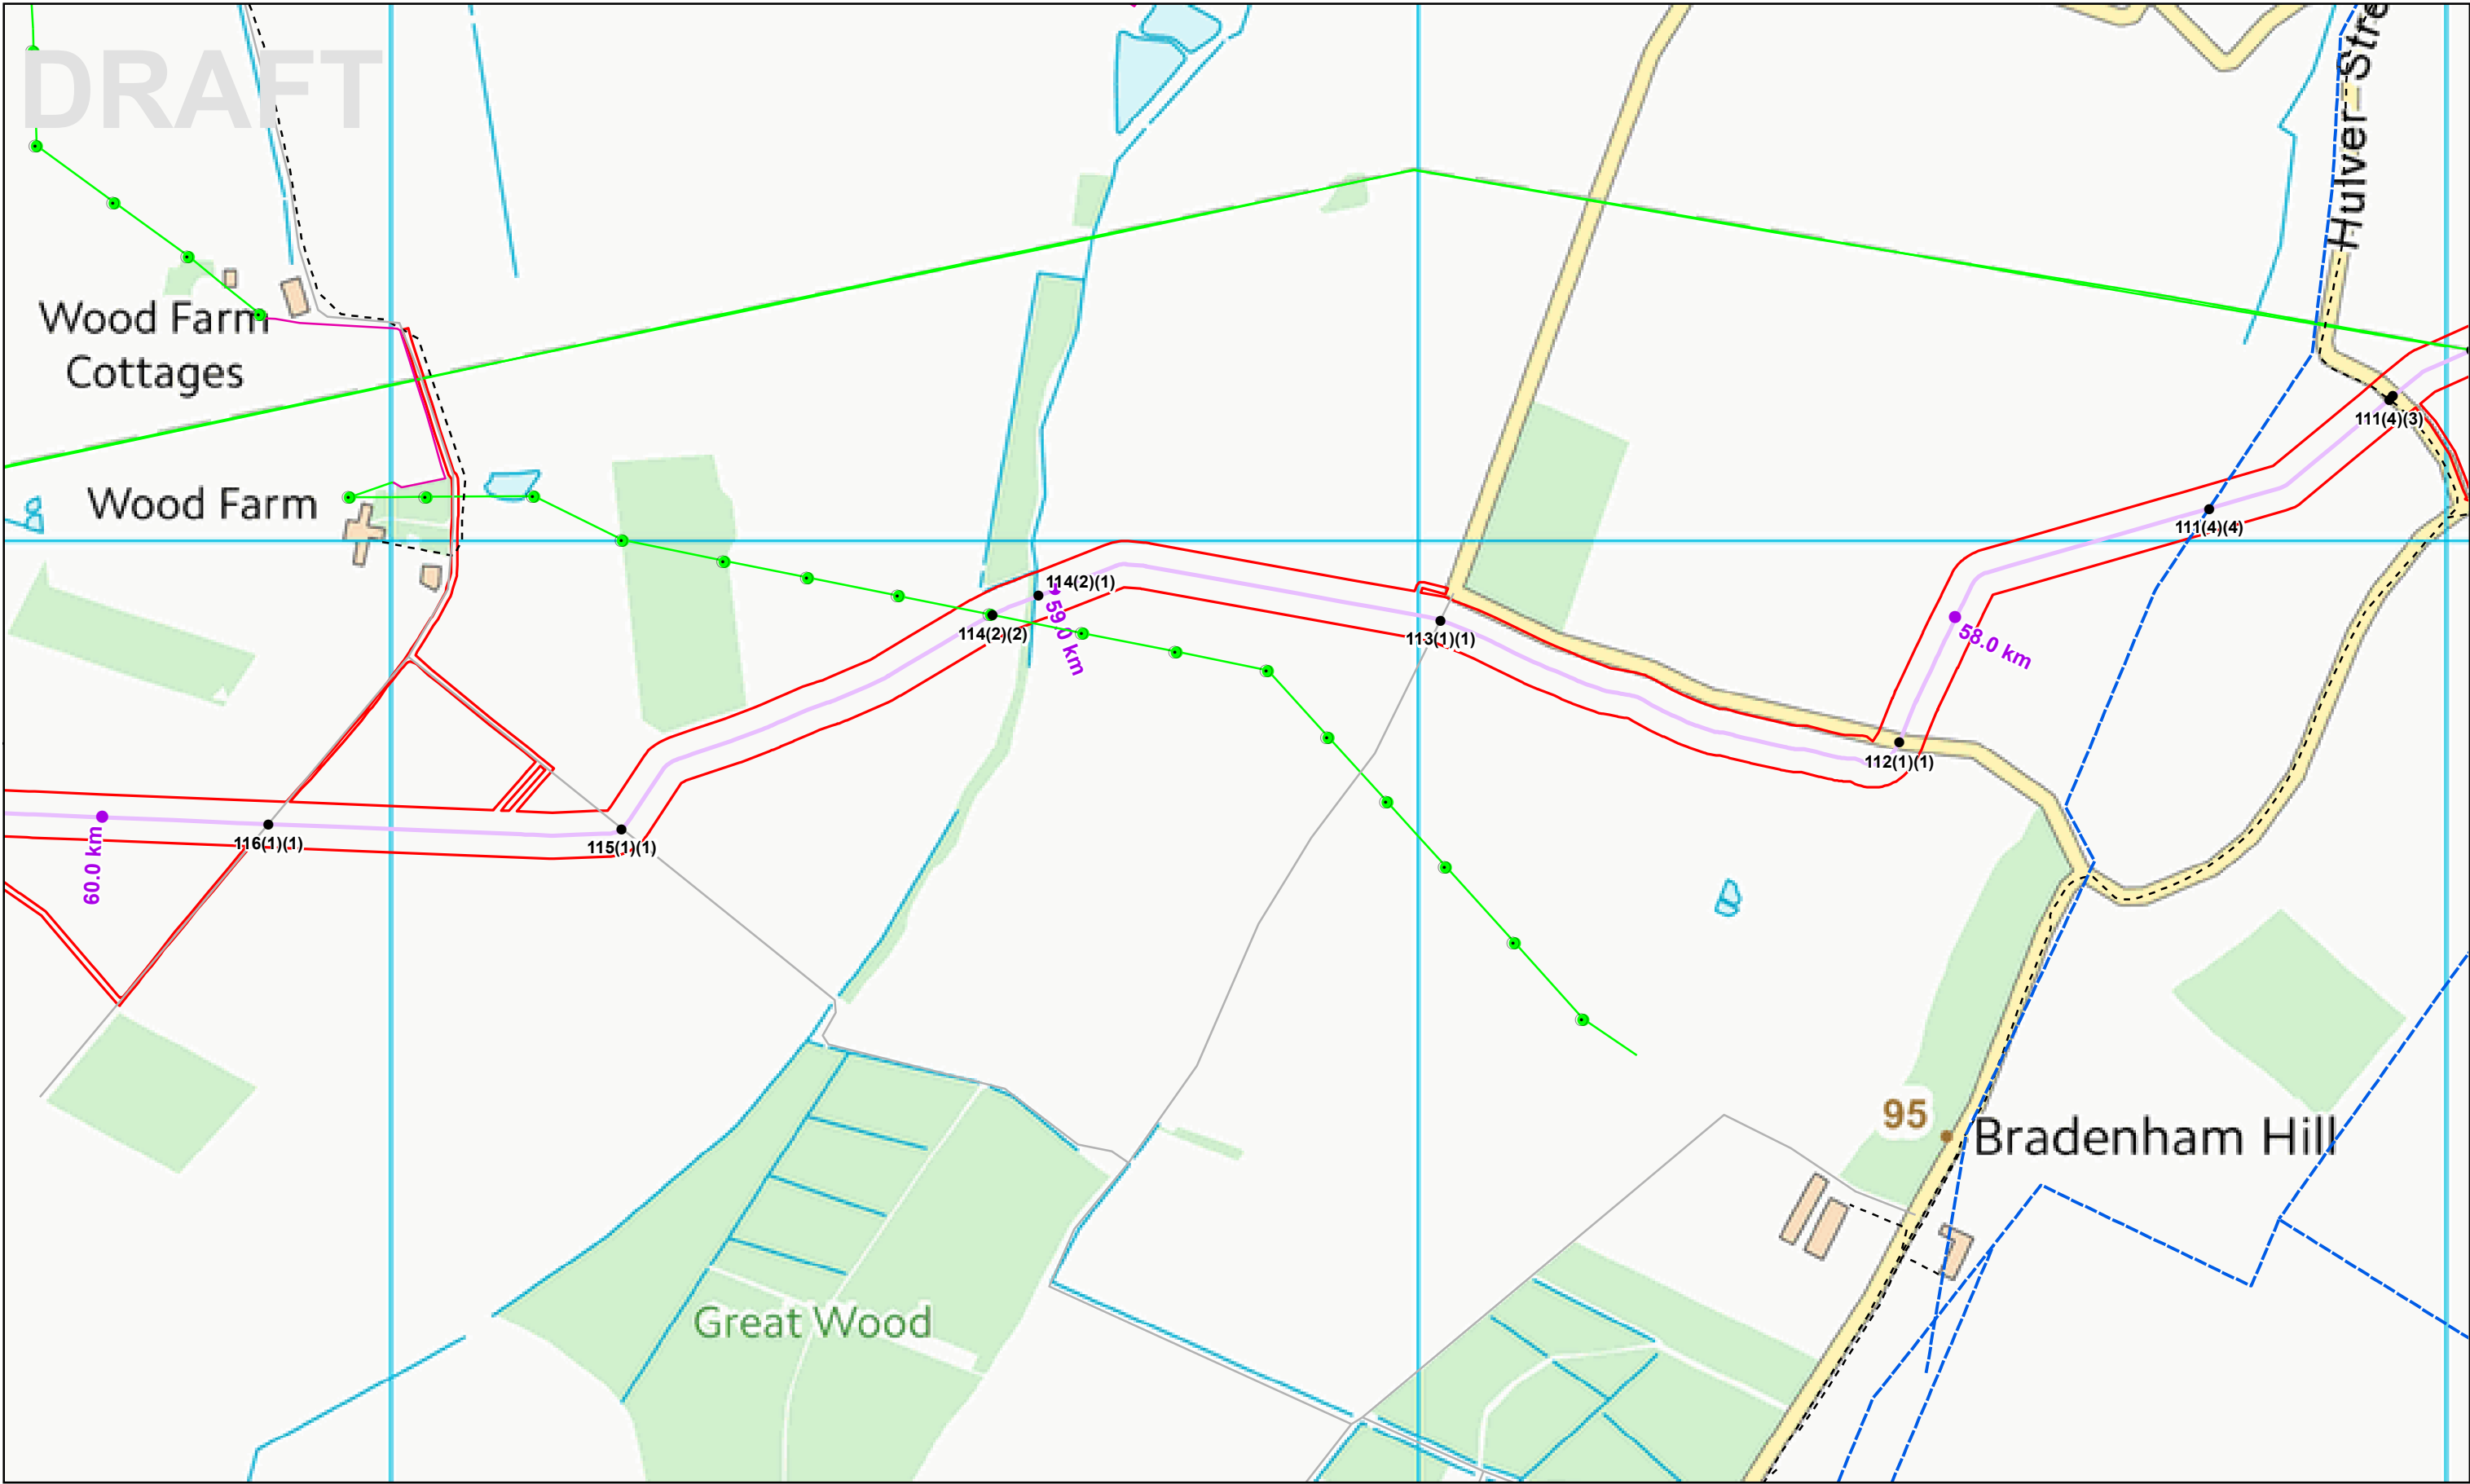 DRAFT
Hulver Stre
Wood Farm
Cottages
111(4)(3)
Wood Farm
111(4)(4)
114(2)(1)
59.0 km
114(2)(2)
113(1)(1)
58.0 km
112(1)(1)
116(1)(1)
115(1)(1)
60.0 km
95
Bradenham Hill
Great Wood